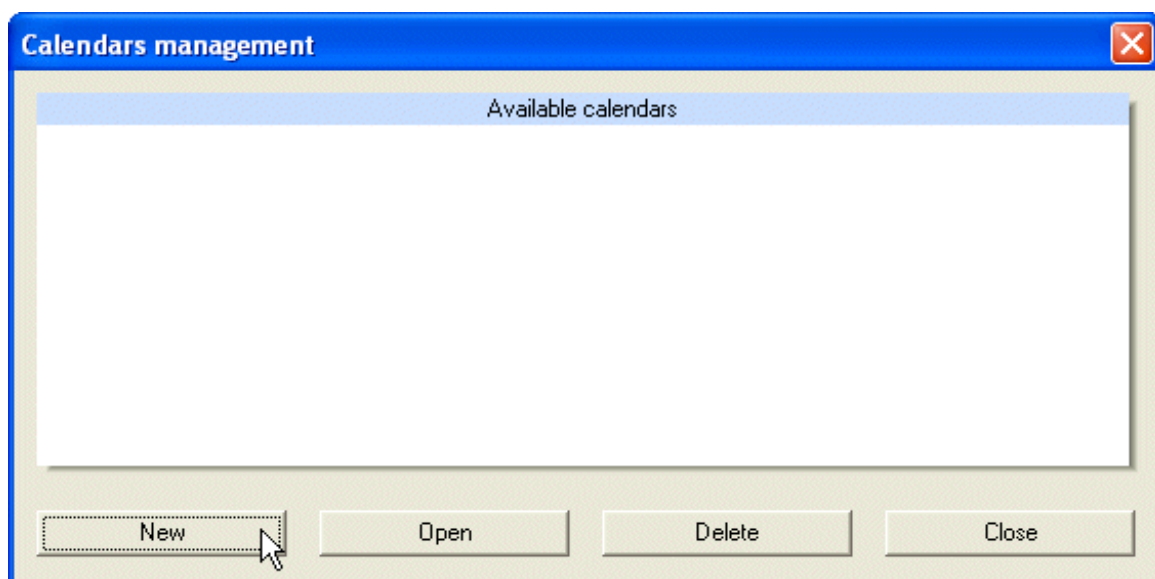 Calendars management
Available calendars
New Open Delete Close